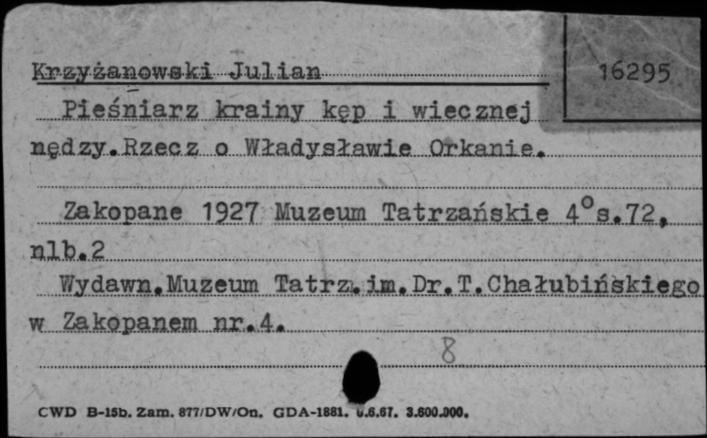 Krzyżanowski Julian
16295
Pieśniarz krainy kęp i wiecznej
nędzy.Rzecz o Władysławie Orkanie.
Zakopane 1927 Muzeum Tatrzańskie 4°s.72,
nlb.2
Wydawn.Muzeum Tatrz.im.Dr.T.Chałubińskiego
w Zakopanem nr.4.
8
CWD B-15b. Zam. 877/DW/On. GDA-1881. .6.67. 3.600.000.